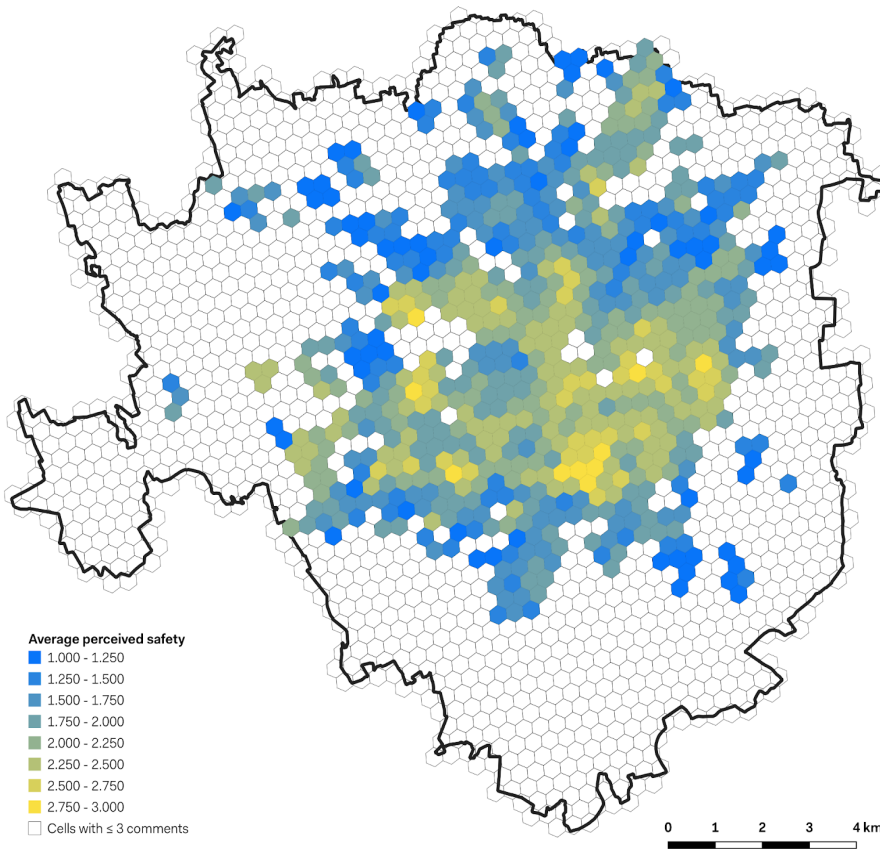 Average perceived safety
1.000 - 1.250
1.250 - 1.500
1.500 - 1.750
1.750 - 2.000
2.000 - 2.250
2.250 - 2.500
2.500 - 2.750
2.750 - 3.000
Cells with ≤ 3 comments
0 1 2 3 4 km